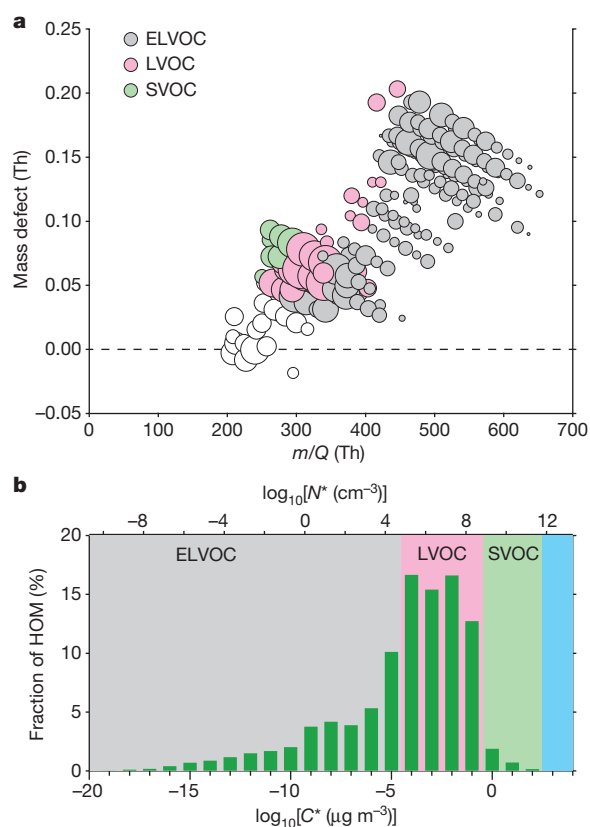 a
0.25
0.20
0.15
0.10
0.05
0.00
−0.05
Mass defect (Th)
ELVOC
LVOC
SVOC
0 100 200 300 400 500 600 700
m/Q (Th)
b
log10[N* (cm−3)]
−8 −4 0 4 8 12
20
15
10
5
0
Fraction of HOM (%)
ELVOC LVOC SVOC
−20 −15 −10 −5 0
log10[C* (μg m−3)]